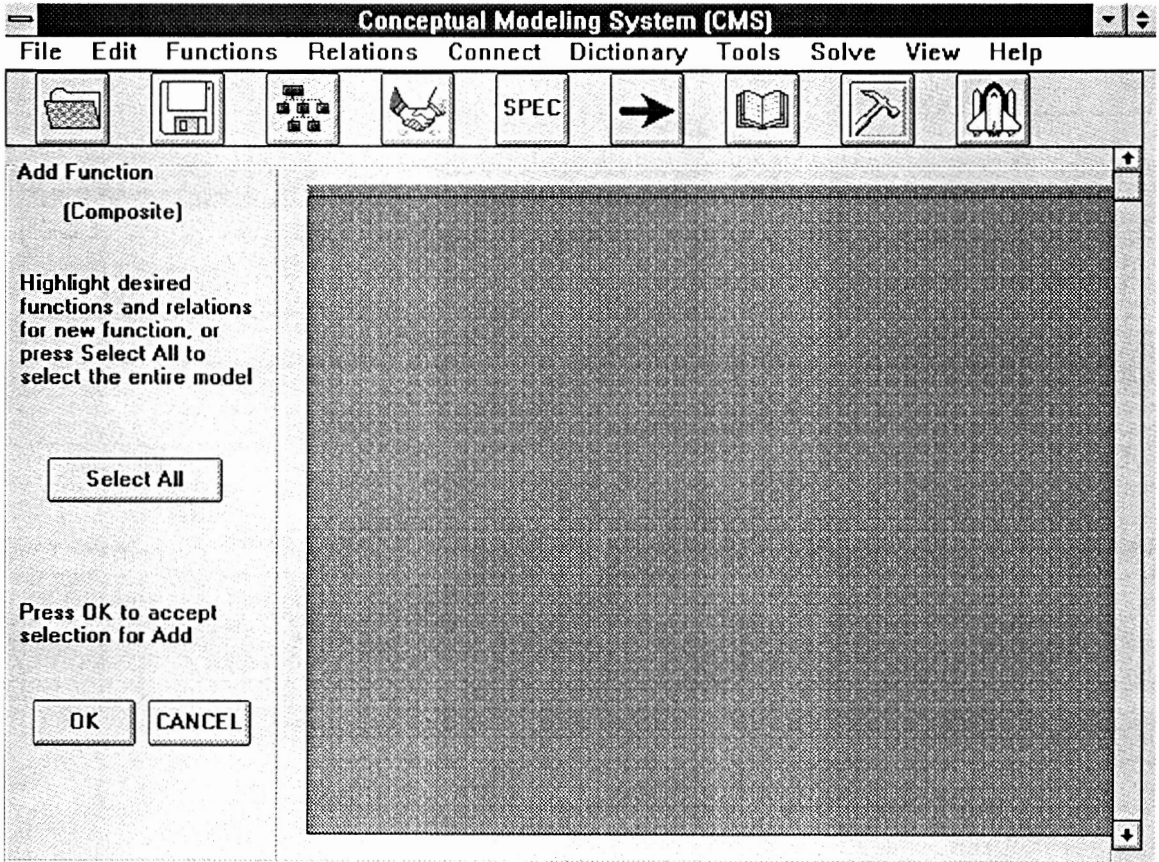 Conceptual Modeling System (CMS)
File Edit Functions Relations Connect Dictionary Tools Solve View Help
SPEC
Add Function
(Composite)
Highlight desired
functions and relations
for new function, or
press Select All to
select the entire model
Select All
Press OK to accept
selection for Add
OK CANCEL